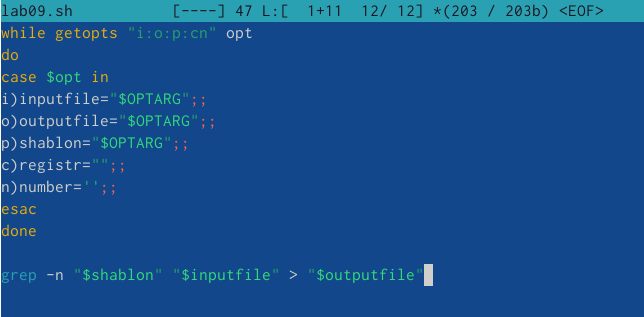 lab09.sh [----] 47 L:[ 1+11 12/ 12] *(203 / 203b) <EOF>
while getopts "i:o:p:cn" opt
do
case $opt in
i)inputfile="$OPTARG";;
o)outputfile="$OPTARG";;
p)shablon="$OPTARG";;
c)registr="";;
n)number='';;
esac
done
grep -n "$shablon" "$inputfile" > "$outputfile"